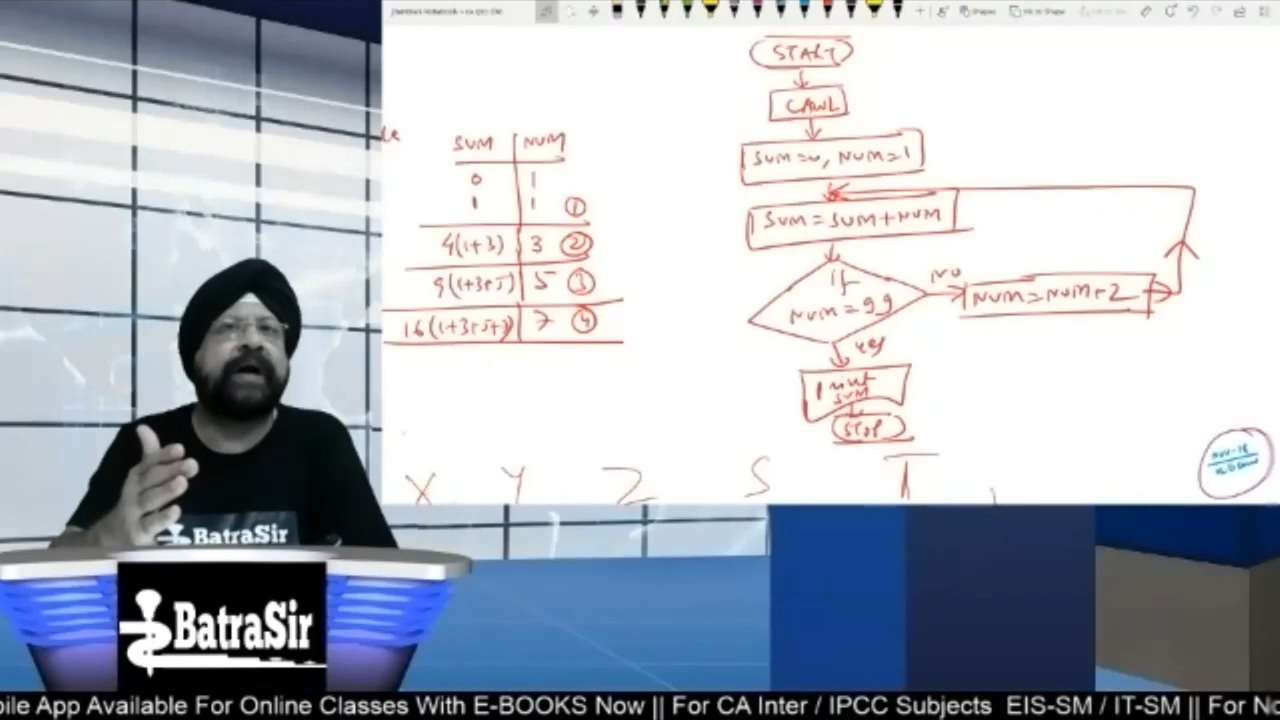 START
CAWL
SUM=0, NUM=1
SUM=SUM+NUM
if
NUM=99
NO
NUM=NUM+2
Yes
Print
SUM
STOP
SUM NUM
0 1
1 1 ①
4(1+3) 3 ②
9(1+3+5) 5 ③
16(1+3+5+7) 7 ④
X Y Z S T
Shapes
BatraSir
BatraSir
bile App Available For Online Classes With E-BOOKS Now || For CA Inter / IPCC Subjects EIS-SM / IT-SM || For